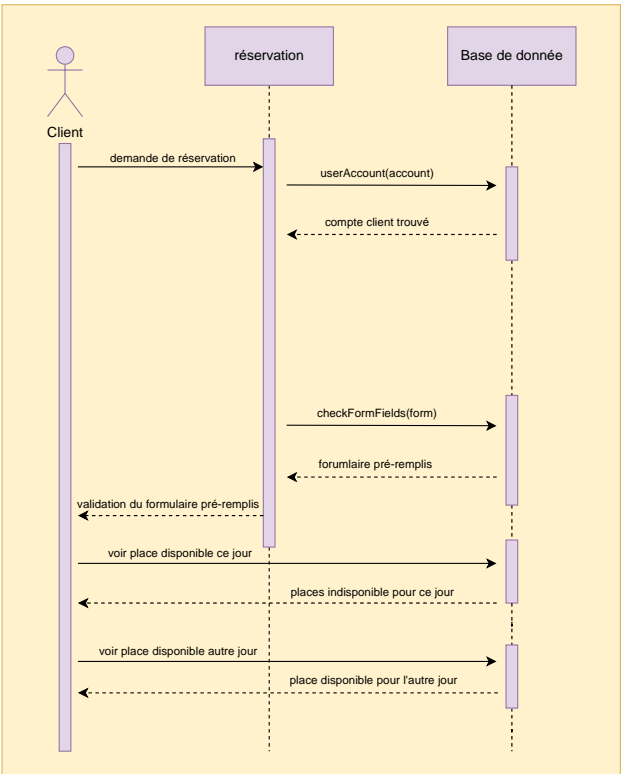 réservation
Base de donnée
Client
demande de réservation
userAccount(account)
compte client trouvé
checkFormFields(form)
forumlaire pré-remplis
validation du formulaire pré-remplis
voir place disponible ce jour
places indisponible pour ce jour
voir place disponible autre jour
place disponible pour l'autre jour